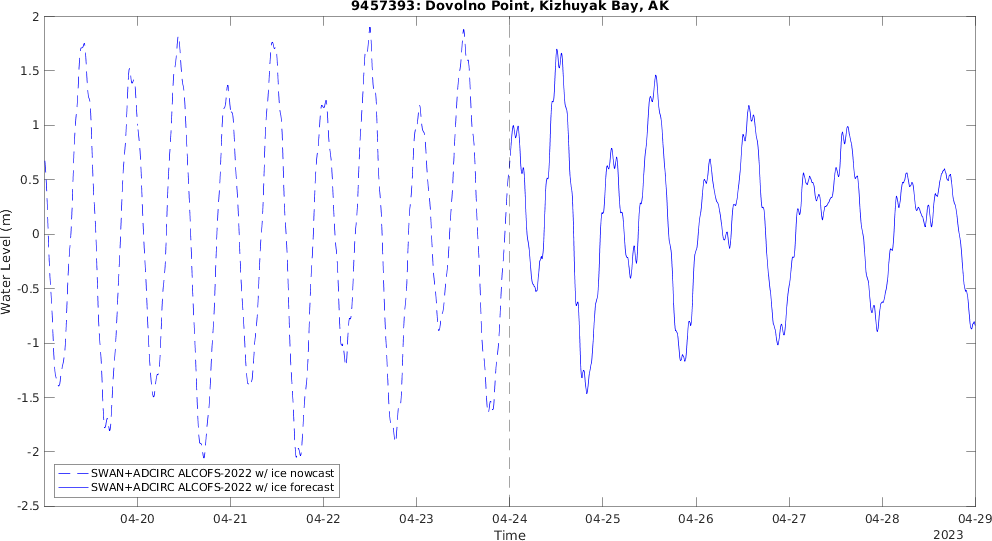 9457393: Dovolno Point, Kizhuyak Bay, AK
2
1.5
1
0.5
0
-0.5
-1
-1.5
-2
-2.5
Water Level (m)
SWAN+ADCIRC ALCOFS-2022 w/ ice nowcast
SWAN+ADCIRC ALCOFS-2022 w/ ice forecast
04-20 04-21 04-22 04-23 04-24 04-25 04-26 04-27 04-28 04-29
Time
2023